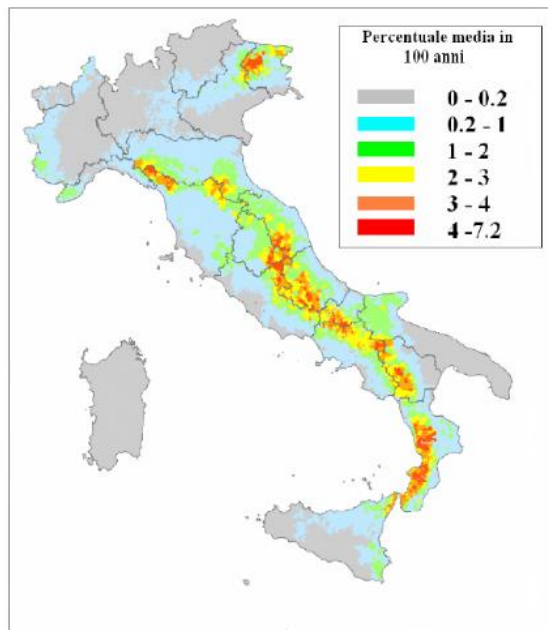 Percentuale media in
100 anni
0 - 0.2
0.2 - 1
1 - 2
2 - 3
3 - 4
4 -7.2